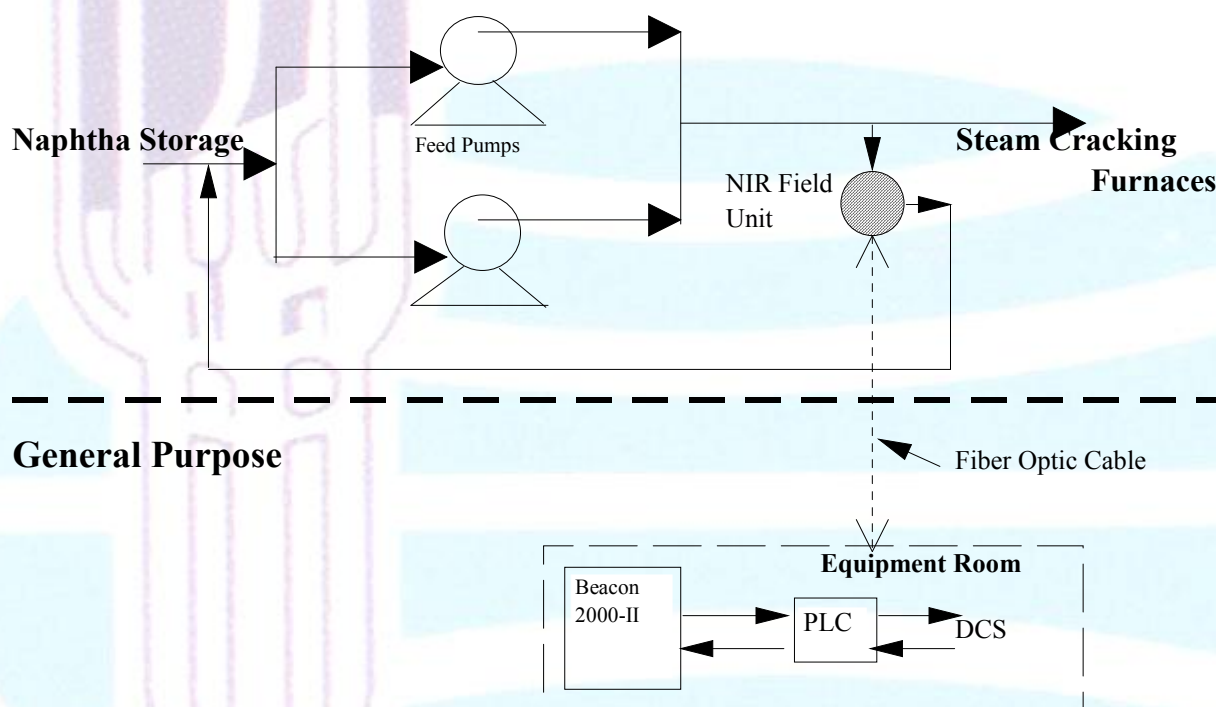 Naphtha Storage
Feed Pumps
Steam Cracking
Furnaces
NIR Field
Unit
General Purpose
Fiber Optic Cable
Equipment Room
Beacon
2000-II
PLC
DCS